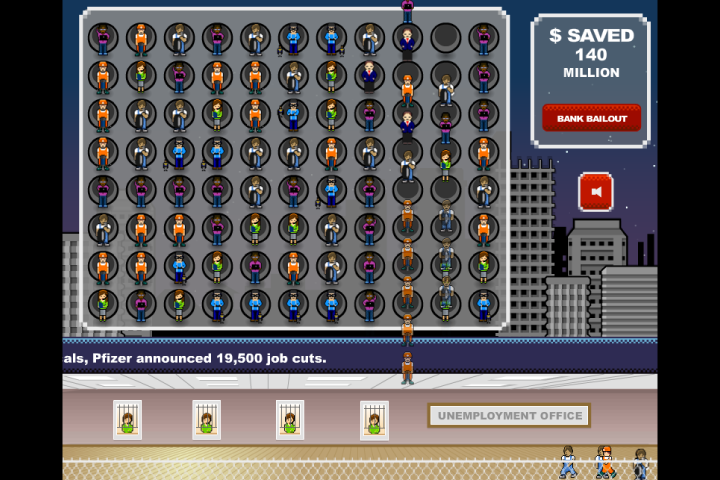 $ SAVED
140
MILLION
BANK BAILOUT
als, Pfizer announced 19,500 job cuts.
UNEMPLOYMENT OFFICE